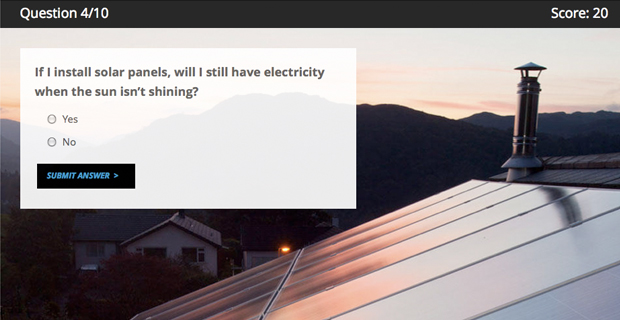 Question 4/10
Score: 20
If I install solar panels, will I still have electricity
when the sun isn’t shining?
Yes
No
SUBMIT ANSWER >